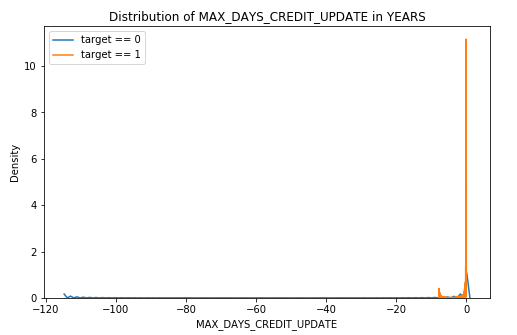 Distribution of MAX_DAYS_CREDIT_UPDATE in YEARS
target == 0
target == 1
10
8
6
4
2
0
Density
−120
−100
−80
−60
−40
−20
0
MAX_DAYS_CREDIT_UPDATE